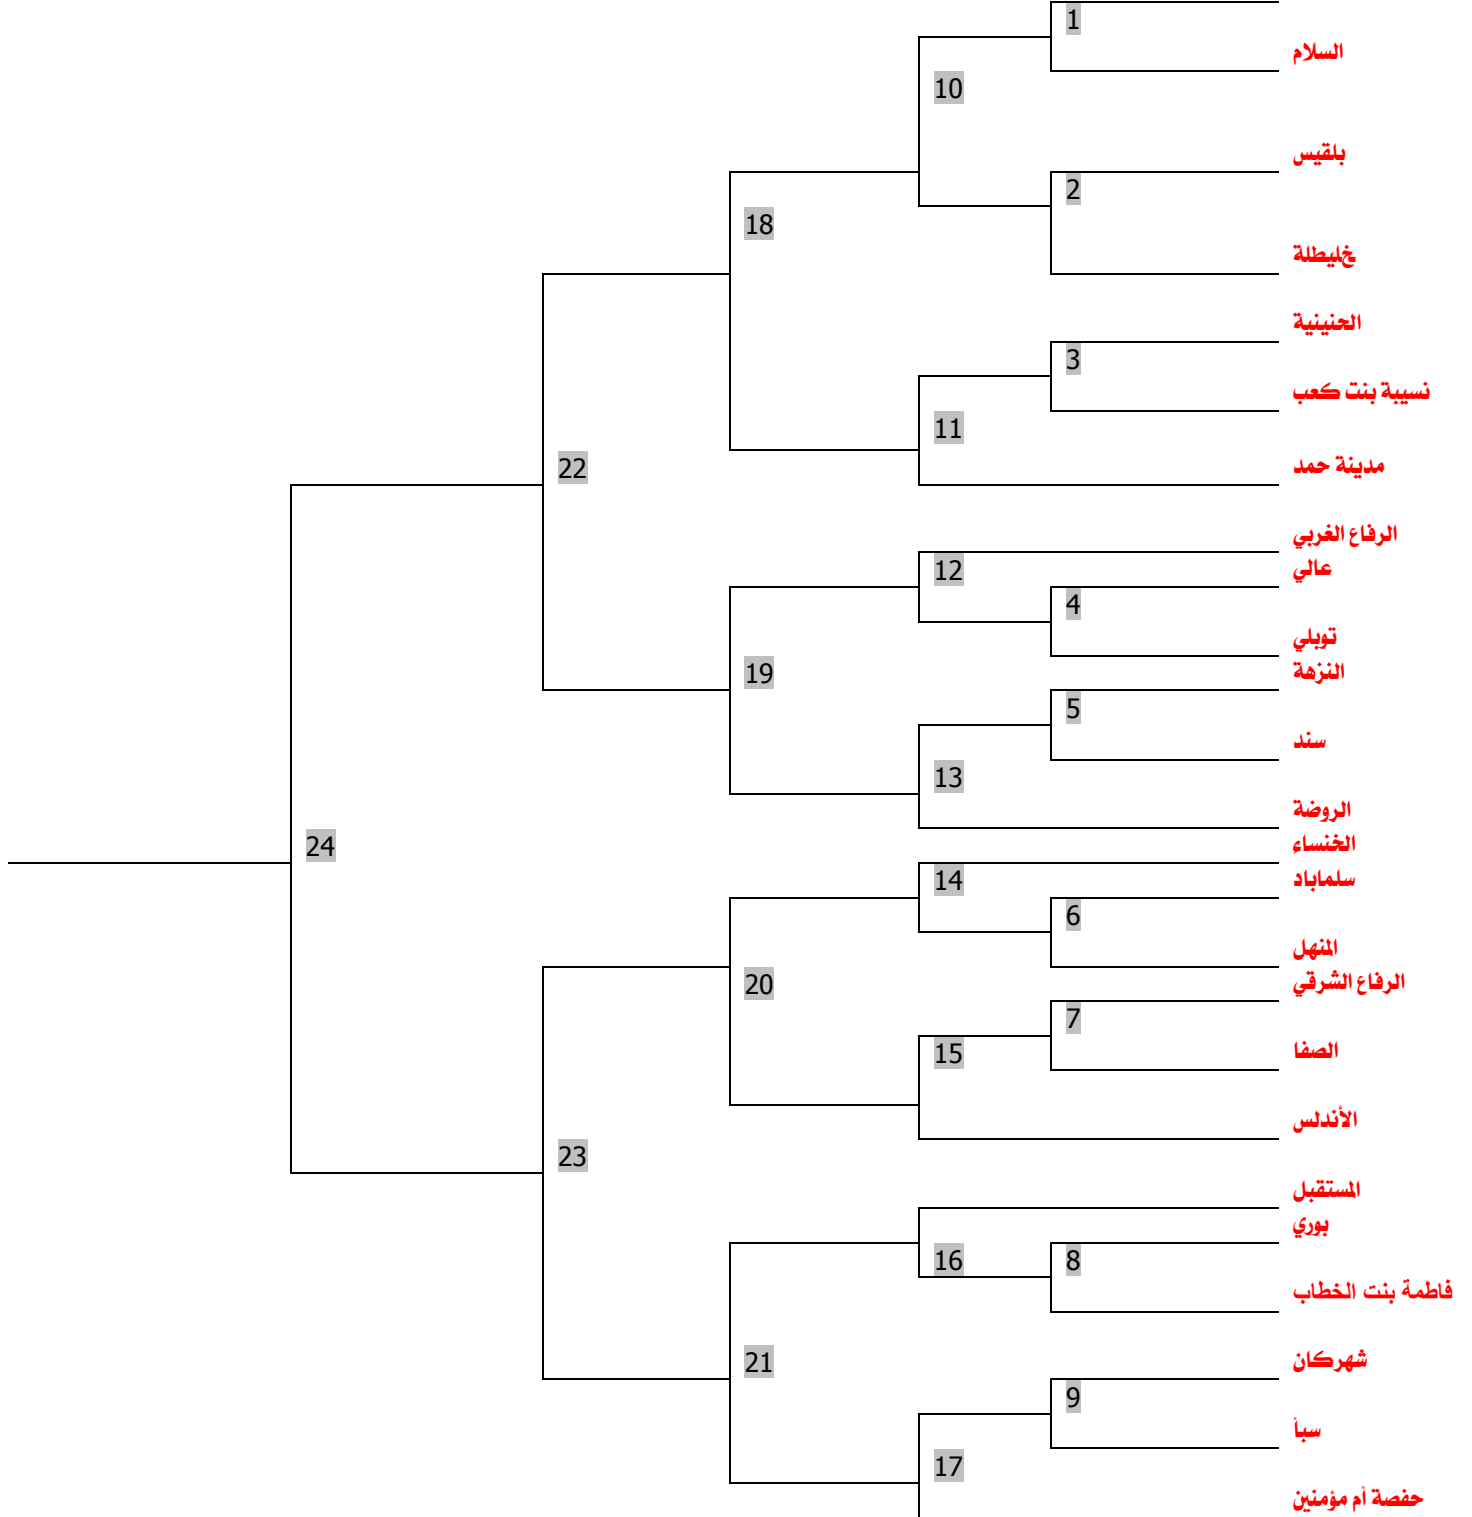 1
السلام
10
بلقيس
2
18
خليطلة
الحنينية
3
نسيبة بنت كعب
11
22
مدينة حمد
الرفاع الغربي
12
عالي
4
توبلي
19
النزهة
5
سند
13
الروضة
24
الخنساء
14
سلماباد
6
المنهل
20
الرفاع الشرقي
7
15
الصفا
الأندلس
23
المستقبل
بوري
16
8
فاطمة بنت الخطاب
21
شهركان
9
سبأ
17
حفصة أم مؤمنين